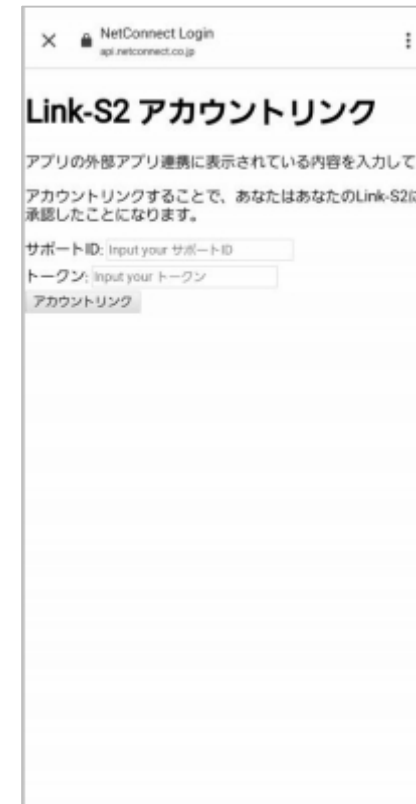 NetConnect Login
api.netconnect.co.jp
Link-S2 アカウントリンク
アプリの外部アプリ連携に表示されている内容を入力して
アカウントリンクすることで、あなたはあなたのLink-S2に
承認したことになります。
サポートID: Input your サポートID
トークン: Input your トークン
アカウントリンク